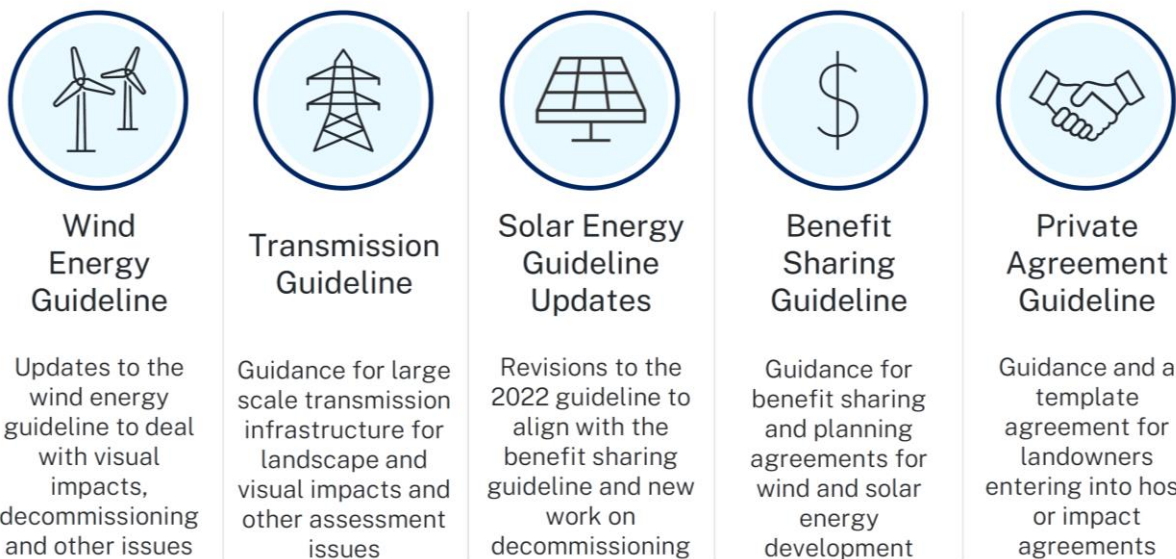 Wind
Energy
Guideline
Updates to the
wind energy
guideline to deal
with visual
impacts,
decommissioning
and other issues
Transmission
Guideline
Guidance for large
scale transmission
infrastructure for
landscape and
visual impacts and
other assessment
issues
Solar Energy
Guideline
Updates
Revisions to the
2022 guideline to
align with the
benefit sharing
guideline and new
work on
decommissioning
$
Benefit
Sharing
Guideline
Guidance for
benefit sharing
and planning
agreements for
wind and solar
energy
development
Private
Agreement
Guideline
Guidance and a
template
agreement for
landowners
entering into hos
or impact
agreements